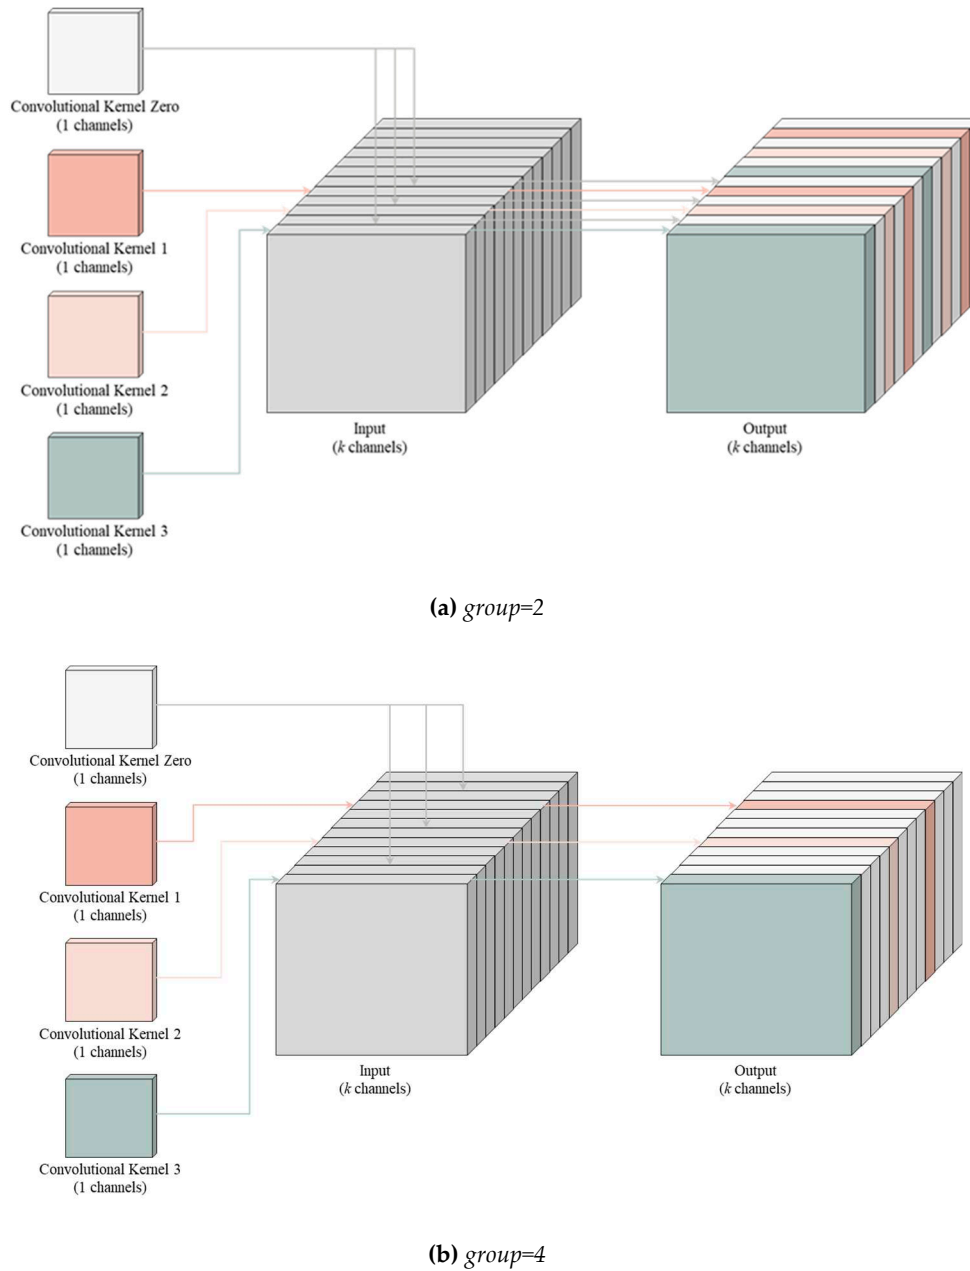 Convolutional Kernel Zero
(1 channels)
Convolutional Kernel 1
(1 channels)
Convolutional Kernel 2
(1 channels)
Convolutional Kernel 3
(1 channels)
Input
(k channels)
Output
(k channels)
(a) group=2
Convolutional Kernel Zero
(1 channels)
Convolutional Kernel 1
(1 channels)
Convolutional Kernel 2
(1 channels)
Convolutional Kernel 3
(1 channels)
Input
(k channels)
Output
(k channels)
(b) group=4